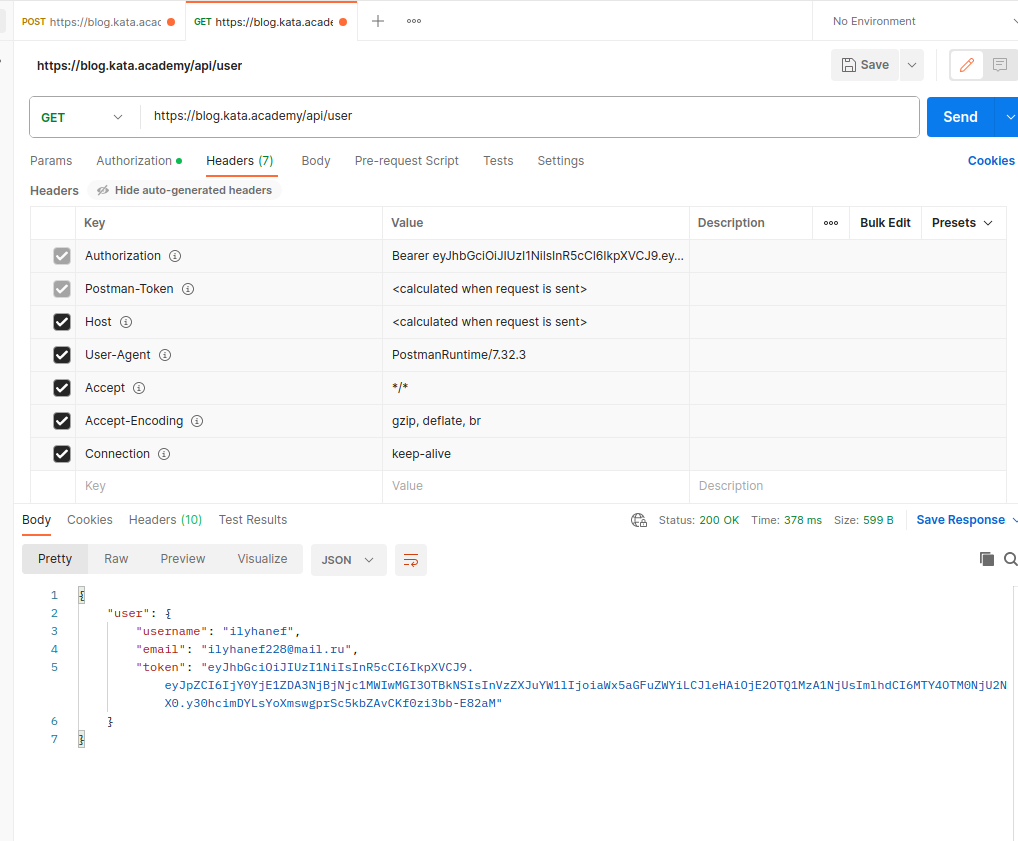 POST https://blog.kata.acac
GET https://blog.kata.acade
No Environment
https://blog.kata.academy/api/user
Save
GET https://blog.kata.academy/api/user Send
Params Authorization Headers (7) Body Pre-request Script Tests Settings Cookies
Headers Hide auto-generated headers
Key Value Description Bulk Edit Presets
Authorization Bearer eyJhbGciOiJIUzI1NiIsInR5cCI6IkpXVCJ9.ey...
Postman-Token <calculated when request is sent>
Host <calculated when request is sent>
User-Agent PostmanRuntime/7.32.3
Accept */*
Accept-Encoding gzip, deflate, br
Connection keep-alive
Key Value Description
Body Cookies Headers (10) Test Results Status: 200 OK Time: 378 ms Size: 599 B Save Response
Pretty Raw Preview Visualize JSON
1 {
2 "user": {
3 "username": "ilyhanef",
4 "email": "ilyhanef228@mail.ru",
5 "token": "eyJhbGciOiJIUzI1NiIsInR5cCI6IkpXVCJ9.
eyJpZCI6IjY0YjE1ZDA3NjBjNjc1MWIwMGI3OTBkNSIsInVzZXJuYW1lIjoiaWx5aGFuZWYiLCJleHAiOjE2OTQ1MzA1NjUsImlhdCI6MTY4OTM0NjU2N
X0.y30hcimDYLsYoXmswgprSc5kbZAvCKf0zi3bb-E82aM"
6 }
7 }